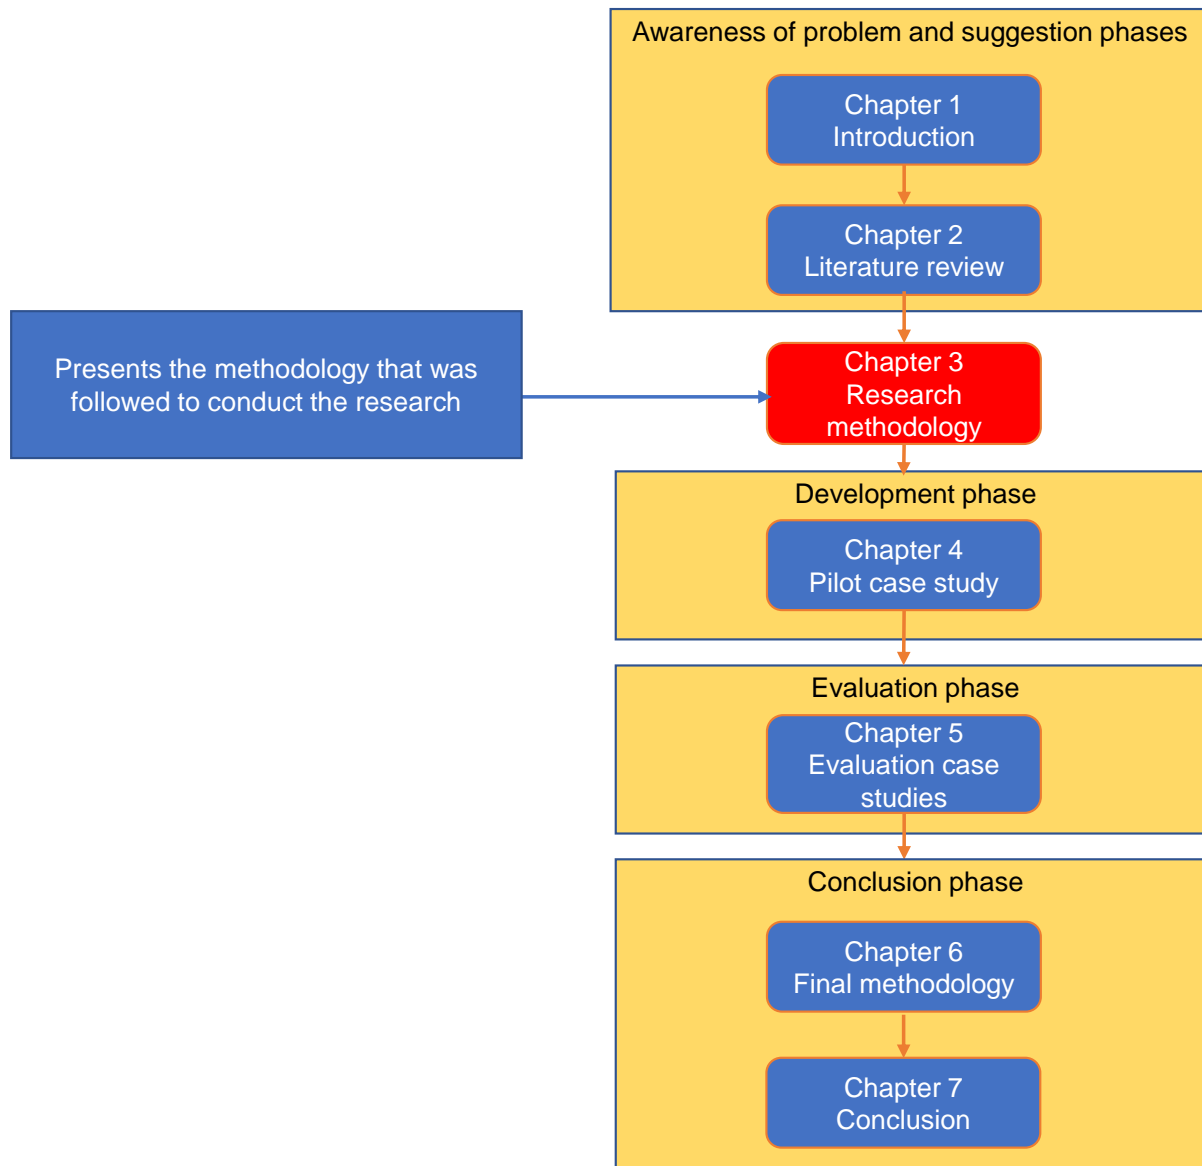 Awareness of problem and suggestion phases
Chapter 1
Introduction
Chapter 2
Literature review
Presents the methodology that was
followed to conduct the research
Chapter 3
Research
methodology
Development phase
Chapter 4
Pilot case study
Evaluation phase
Chapter 5
Evaluation case
studies
Conclusion phase
Chapter 6
Final methodology
Chapter 7
Conclusion